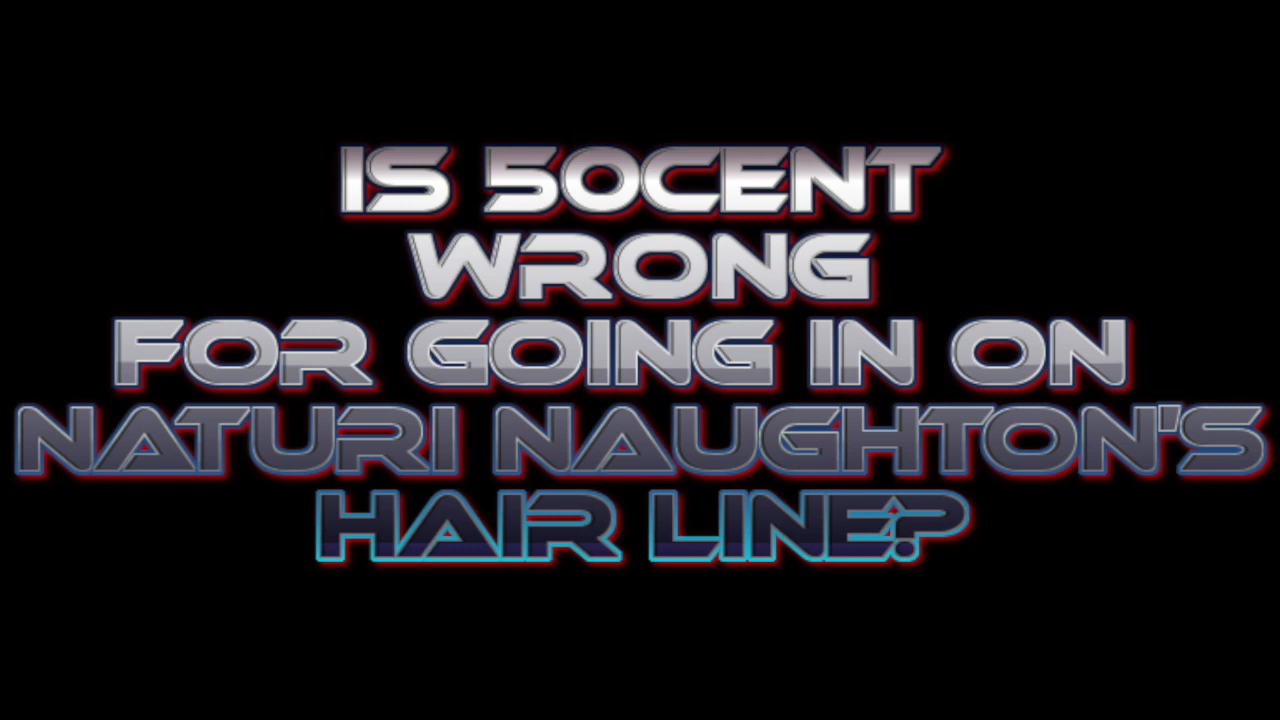 IS 50CENT
WRONG
FOR GOING IN ON
NATURI NAUGHTON'S
HAIR LINE?